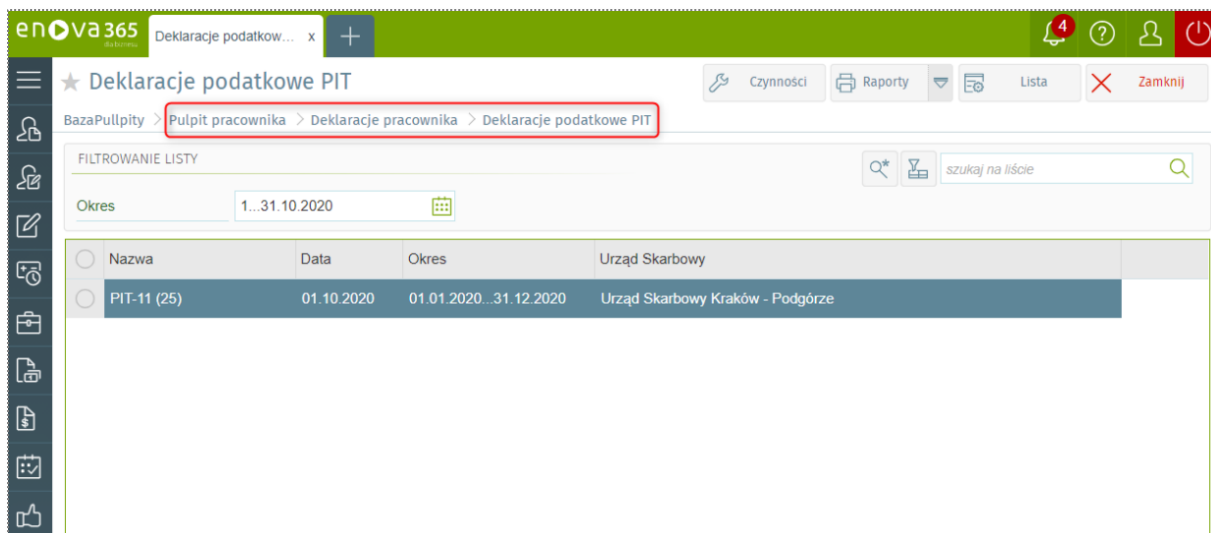 enova365
Deklaracje podatkow... x
4
Deklaracje podatkowe PIT
Czynności
Raporty
Lista
Zamknij
BazaPullpity > Pulpit pracownika > Deklaracje pracownika > Deklaracje podatkowe PIT
FILTROWANIE LISTY
szukaj na liście
Okres 1...31.10.2020
Nazwa Data Okres Urząd Skarbowy
PIT-11 (25) 01.10.2020 01.01.2020...31.12.2020 Urząd Skarbowy Kraków - Podgórze